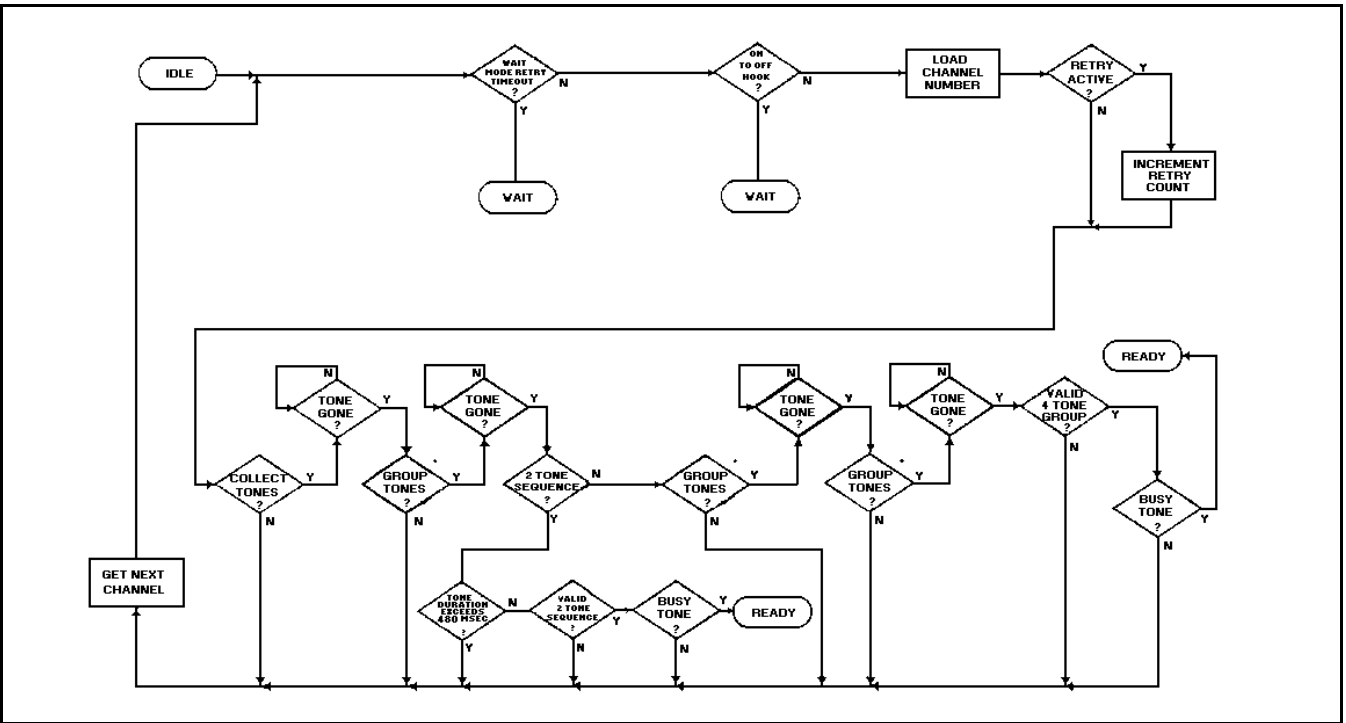 IDLE
WAIT
MODE RETRY
TIMEOUT
?
N
Y
WAIT
ON
TO OFF
HOOK
?
N
Y
WAIT
LOAD
CHANNEL
NUMBER
RETRY
ACTIVE
?
Y
N
INCREMENT
RETRY
COUNT
READY
N
TONE
GONE
?
Y
N
TONE
GONE
?
Y
N
TONE
GONE
?
Y
N
TONE
GONE
?
Y
VALID
4 TONE
GROUP
?
Y
N
COLLECT
TONES
?
Y
N
GROUP
TONES
?
Y
N
2 TONE
SEQUENCE
?
N
Y
GROUP
TONES
?
Y
N
GROUP
TONES
?
Y
N
BUSY
TONE
?
Y
N
GET NEXT
CHANNEL
TONE
DURATION
EXCEEDS
480 MSEC
?
N
Y
VALID
2 TONE
SEQUENCE
?
Y
N
BUSY
TONE
?
Y
N
READY